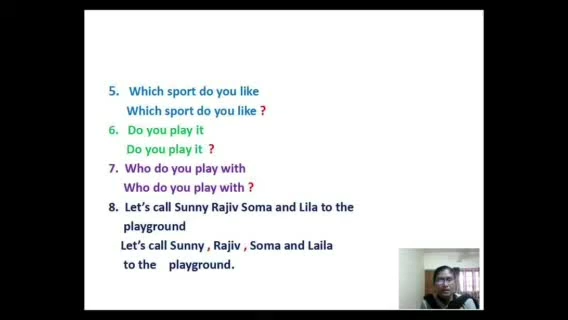 5. Which sport do you like
Which sport do you like ?
6. Do you play it
Do you play it ?
7. Who do you play with
Who do you play with ?
8. Let's call Sunny Rajiv Soma and Lila to the
playground
Let's call Sunny , Rajiv , Soma and Laila
to the playground.